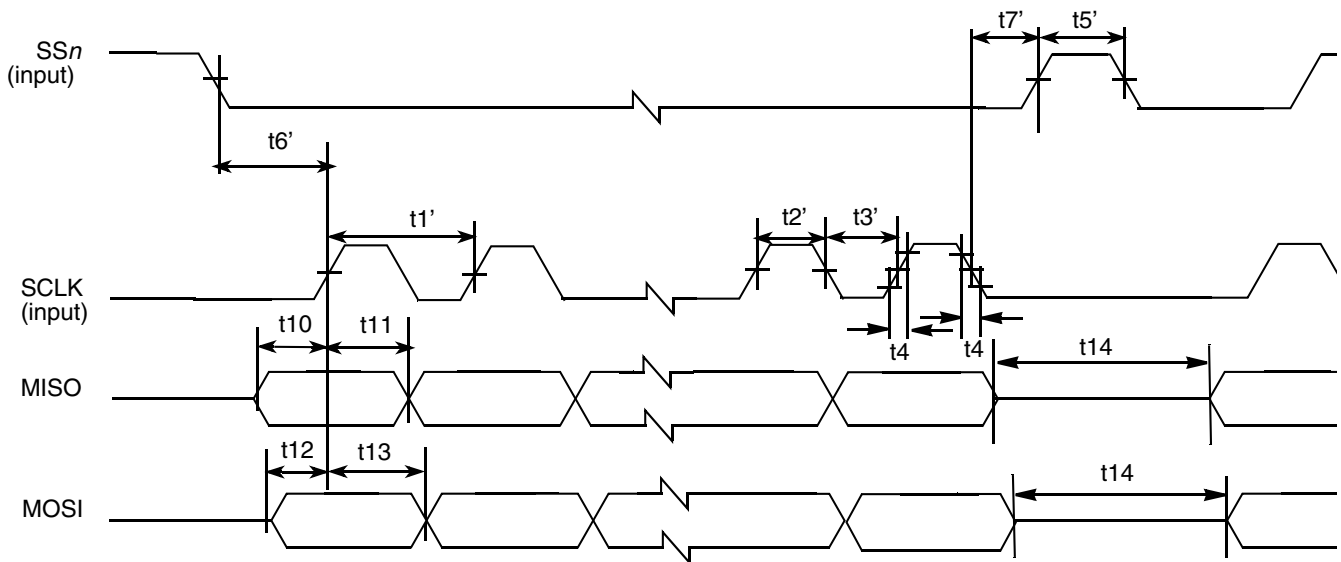 SSn
(input)
t7’
t5’
t6’
t1’
t2’
t3’
SCLK
(input)
t10
t11
t4
t4
t14
MISO
t12
t13
t14
MOSI